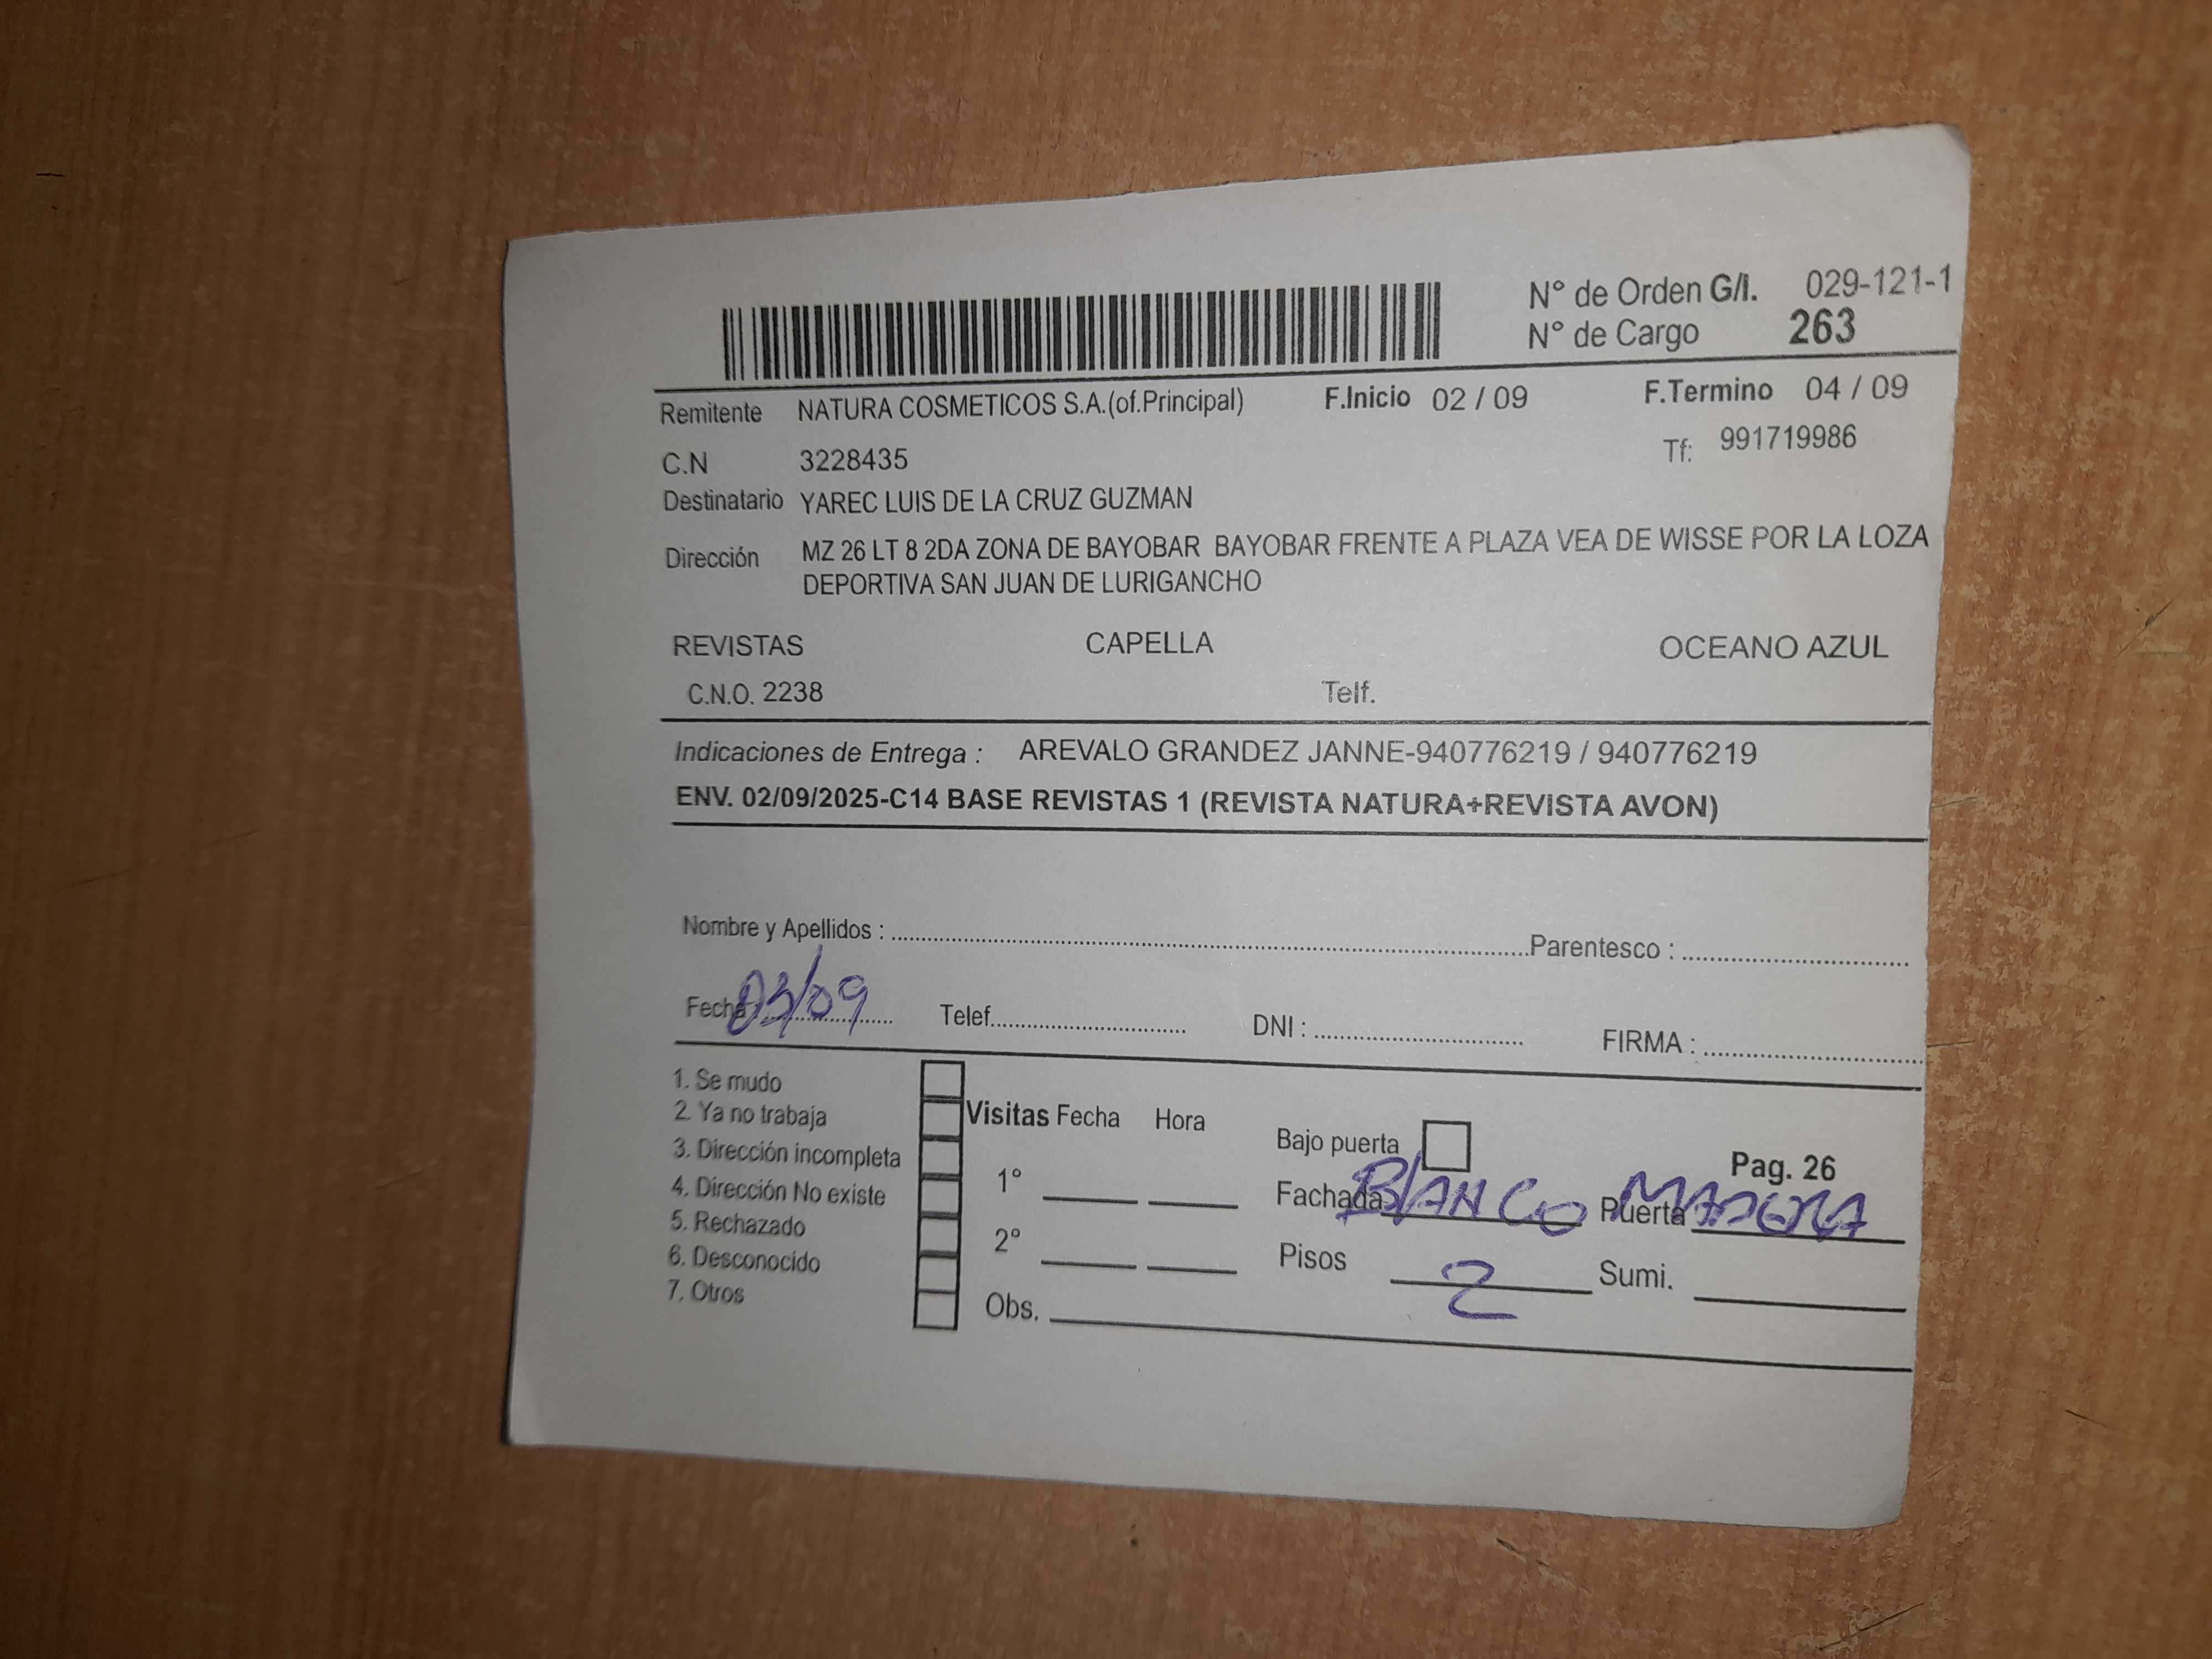 N° de Orden G/I. 029-121-1
N° de Cargo 263
Remitente NATURA COSMETICOS S.A.(of.Principal) F.Inicio 02 / 09 F.Termino 04 / 09
C.N 3228435 Tf: 991719986
Destinatario YAREC LUIS DE LA CRUZ GUZMAN
Dirección MZ 26 LT 8 2DA ZONA DE BAYOBAR BAYOBAR FRENTE A PLAZA VEA DE WISSE POR LA LOZA
DEPORTIVA SAN JUAN DE LURIGANCHO
REVISTAS CAPELLA OCEANO AZUL
C.N.O. 2238 Telf.
Indicaciones de Entrega : AREVALO GRANDEZ JANNE-940776219 / 940776219
ENV. 02/09/2025-C14 BASE REVISTAS 1 (REVISTA NATURA+REVISTA AVON)
Nombre y Apellidos : Parentesco :
Fecha : 03/09 Telef. DNI : FIRMA :
1. Se mudo
2. Ya no trabaja Visitas Fecha Hora Bajo puerta
3. Dirección incompleta Pag. 26
4. Dirección No existe 1° Fachada BlANCO Puerta MADERA
5. Rechazado
6. Desconocido 2° Pisos 2 Sumi.
7. Otros Obs.